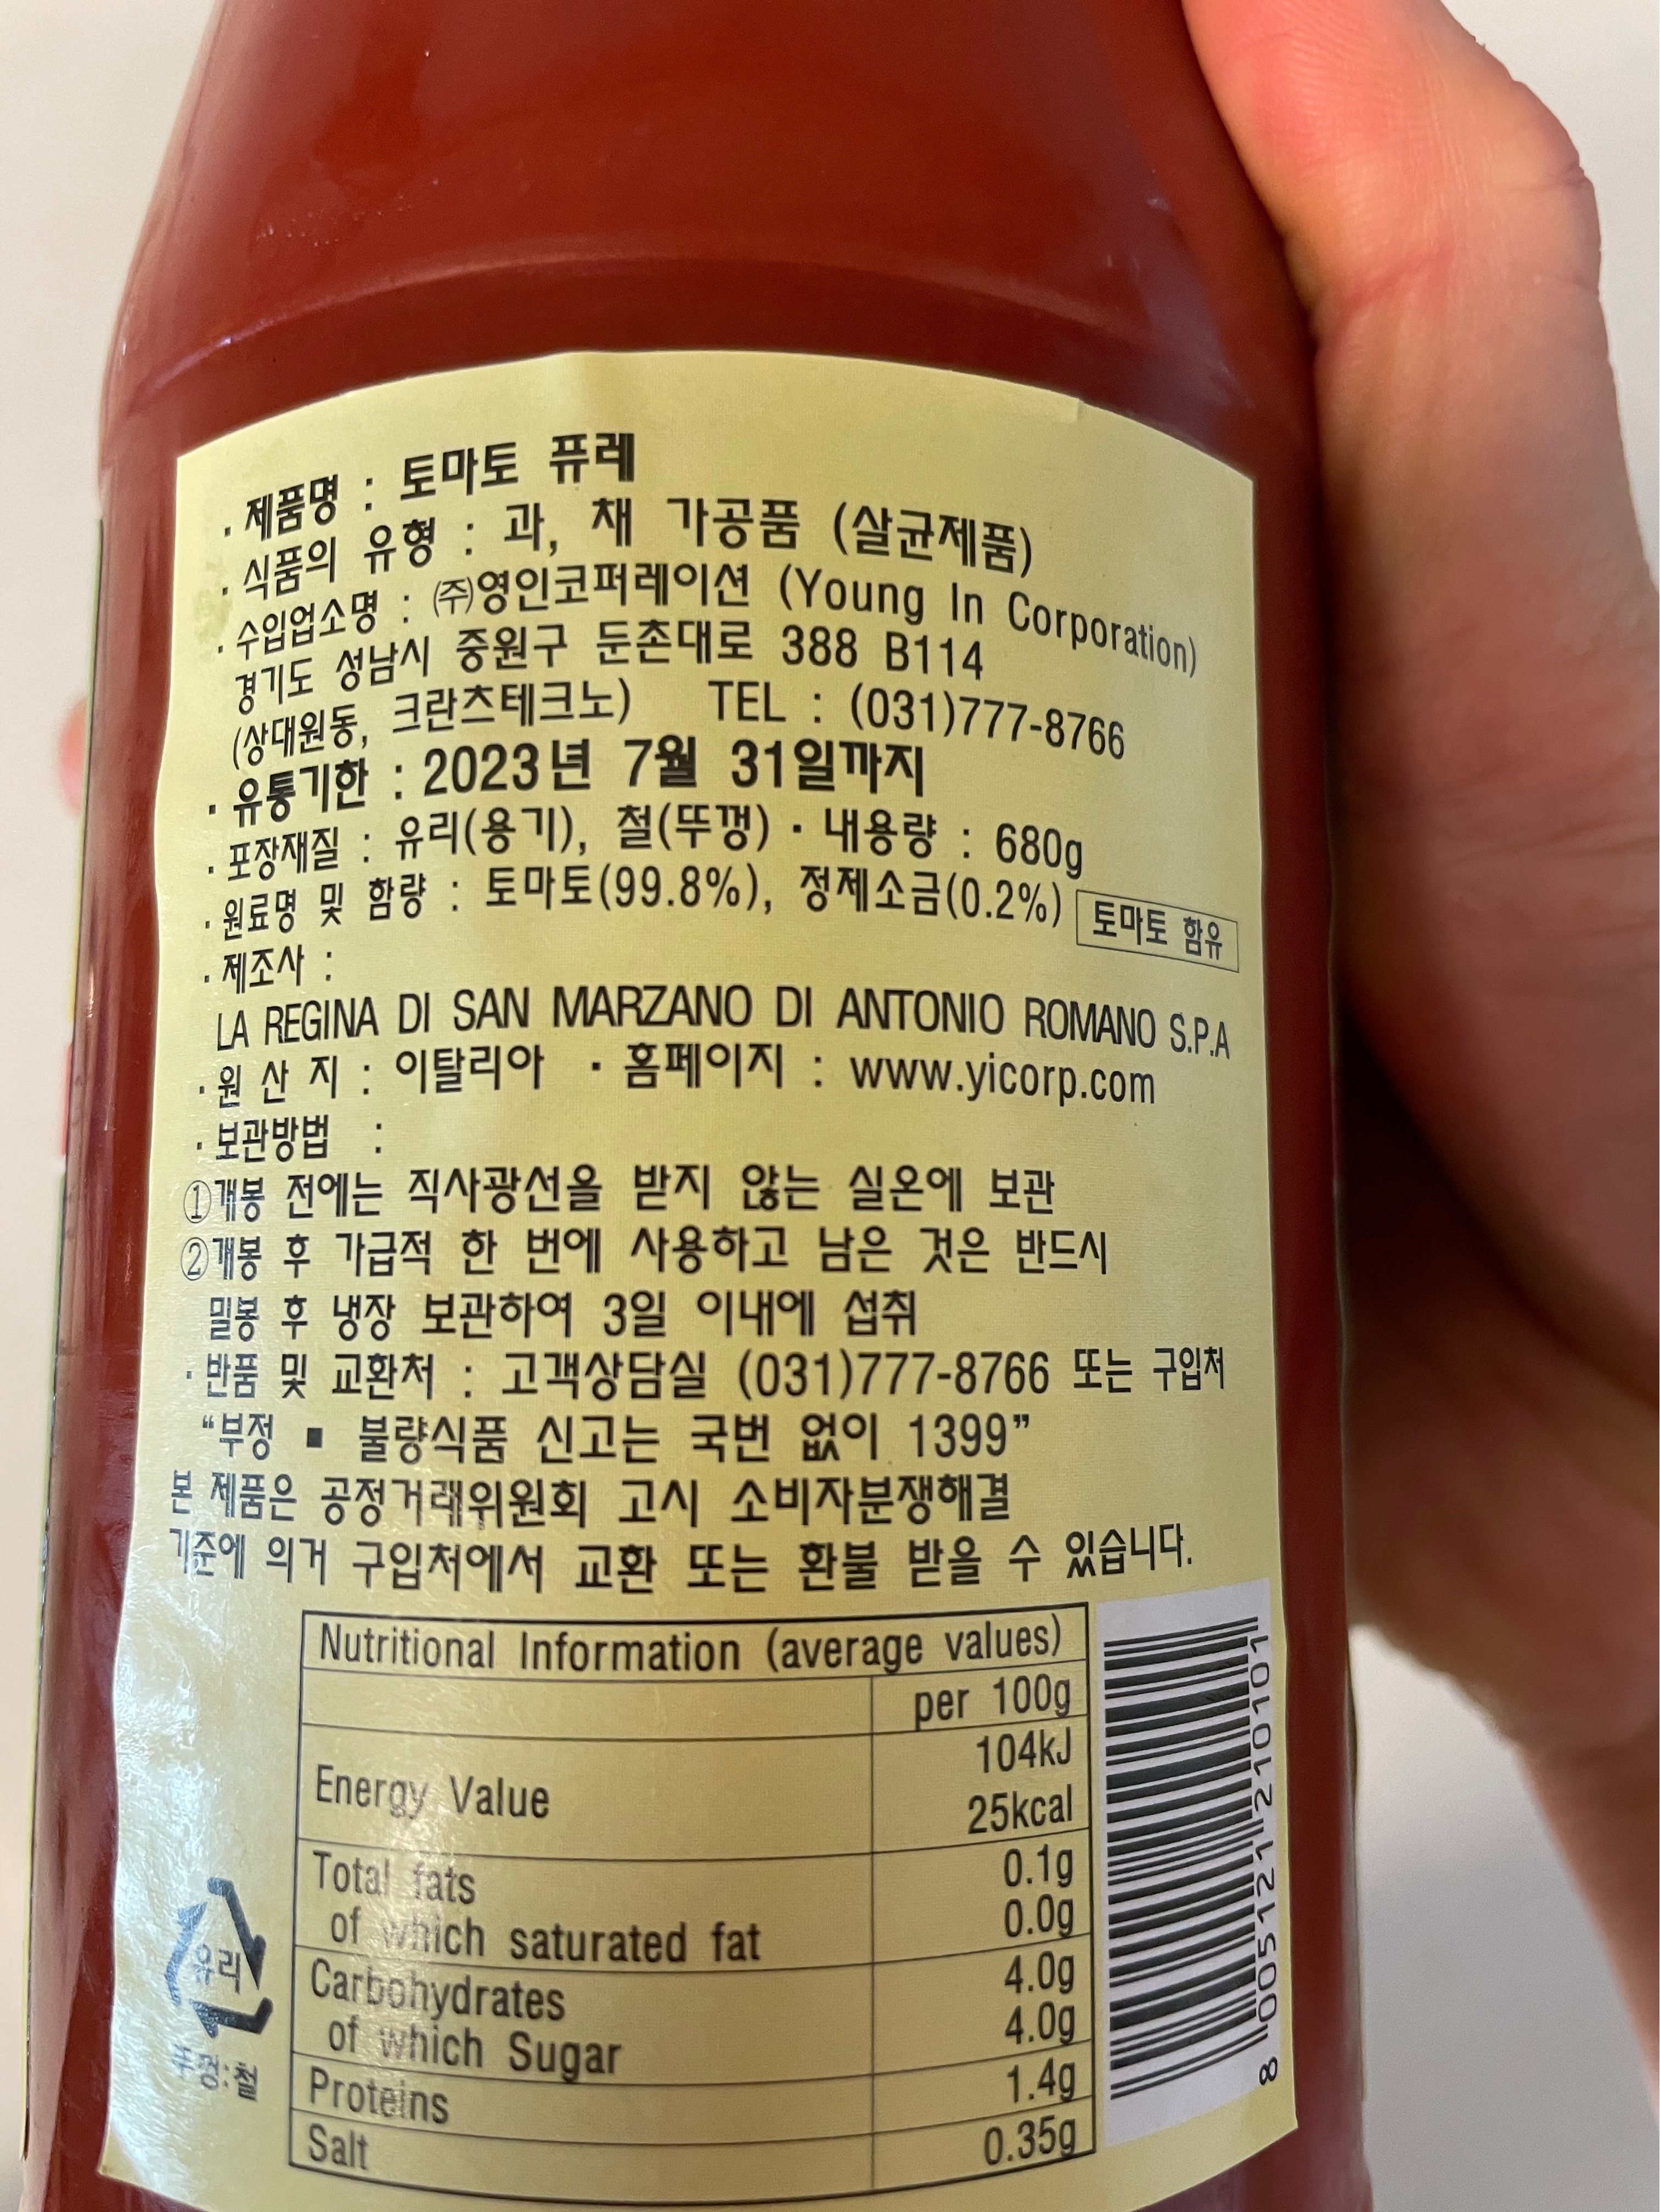 · 제품명 : 토마토 퓨레
· 식품의 유형 : 과, 채 가공품 (살균제품)
· 수입업소명 : ㈜영인코퍼레이션 (Young In Corporation)
경기도 성남시 중원구 둔촌대로 388 B114
(상대원동, 크란츠테크노) TEL : (031)777-8766
· 유통기한 : 2023년 7월 31일까지
· 포장재질 : 유리(용기), 철(뚜껑) · 내용량 : 680g
· 원료명 및 함량 : 토마토(99.8%), 정제소금(0.2%) 토마토 함유
· 제조사 :
LA REGINA DI SAN MARZANO DI ANTONIO ROMANO S.P.A
· 원 산 지 : 이탈리아 · 홈페이지 : www.yicorp.com
· 보관방법 :
①개봉 전에는 직사광선을 받지 않는 실온에 보관
②개봉 후 가급적 한 번에 사용하고 남은 것은 반드시
밀봉 후 냉장 보관하여 3일 이내에 섭취
· 반품 및 교환처 : 고객상담실 (031)777-8766 또는 구입처
“부정 ▪ 불량식품 신고는 국번 없이 1399”
본 제품은 공정거래위원회 고시 소비자분쟁해결
기준에 의거 구입처에서 교환 또는 환불 받을 수 있습니다.
Nutritional Information (average values)
per 100g
Energy Value 104kJ
25kcal
Total fats 0.1g
of which saturated fat 0.0g
Carbohydrates 4.0g
of which Sugar 4.0g
Proteins 1.4g
Salt 0.35g
유리
뚜껑:철
8 005121 210101